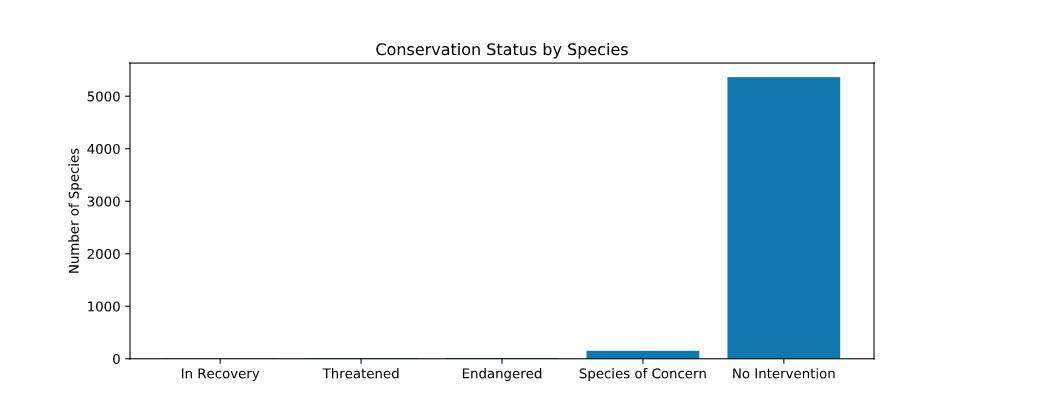 Conservation Status by Species
Number of Species
5000
4000
3000
2000
1000
0
In Recovery Threatened Endangered Species of Concern No Intervention